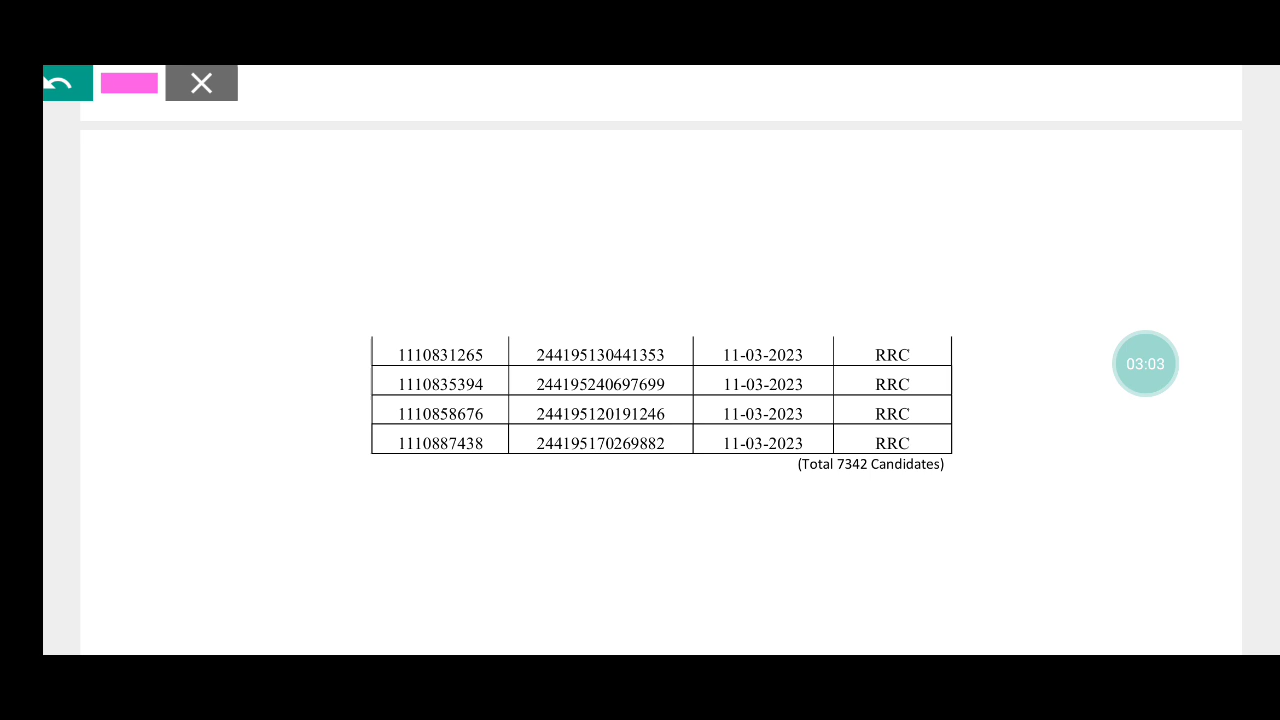 1110831265 244195130441353 11-03-2023 RRC
1110835394 244195240697699 11-03-2023 RRC
1110858676 244195120191246 11-03-2023 RRC
1110887438 244195170269882 11-03-2023 RRC
(Total 7342 Candidates)
03:03